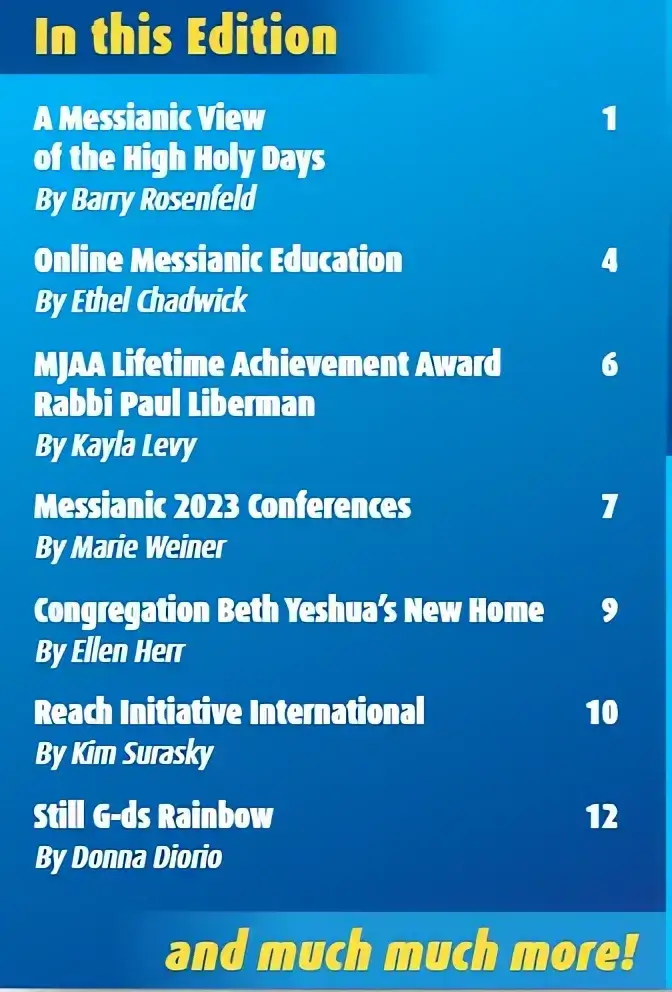 In this Edition
A Messianic View 1
of the High Holy Days
By Barry Rosenfeld
Online Messianic Education 4
By Ethel Chadwick
MJAA Lifetime Achievement Award 6
Rabbi Paul Liberman
By Kayla Levy
Messianic 2023 Conferences 7
By Marie Weiner
Congregation Beth Yeshua's New Home 9
By Ellen Herr
Reach Initiative International 10
By Kim Surasky
Still G-ds Rainbow 12
By Donna Diorio
and much much more!